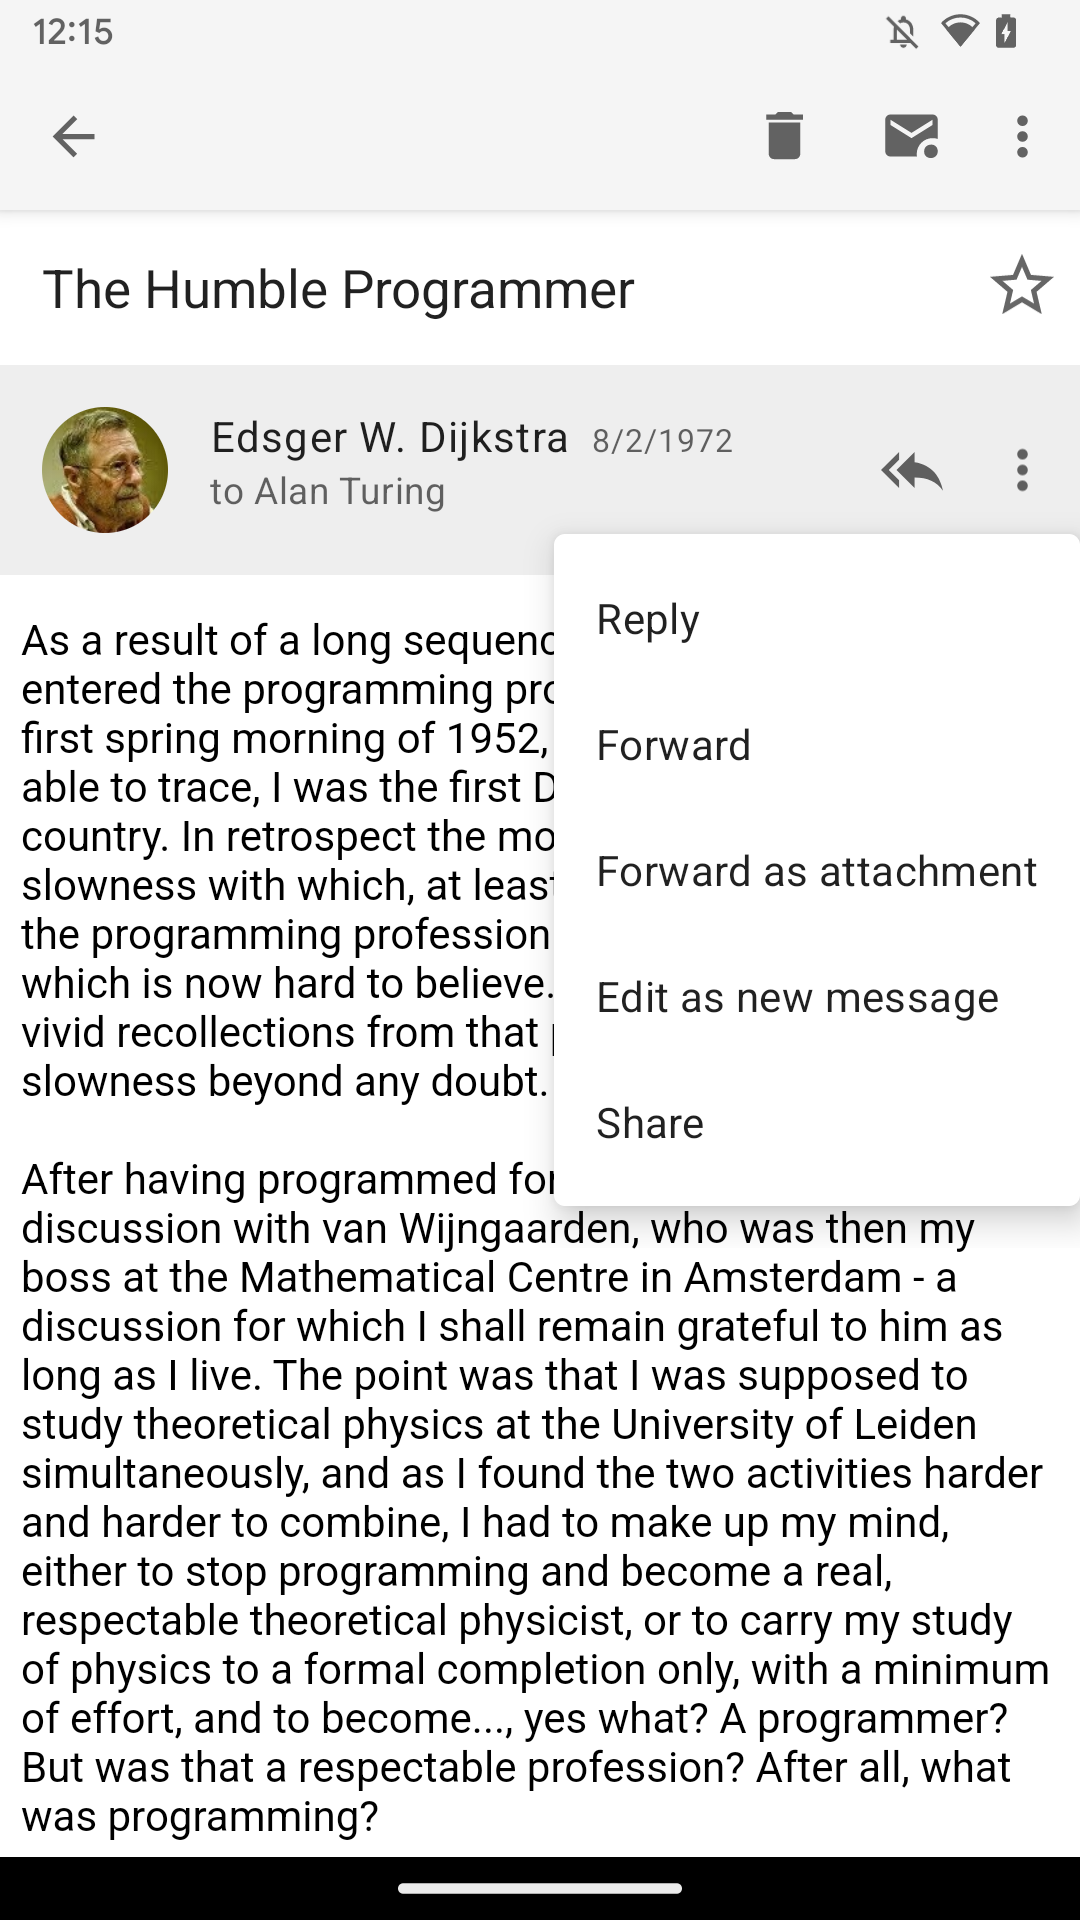 12:15
The Humble Programmer
Edsger W. Dijkstra 8/2/1972
to Alan Turing
Reply
Forward
Forward as attachment
Edit as new message
Share
As a result of a long
entered the programming
first spring morning of 1952,
able to trace, I was the first
country. In retrospect the
slowness with which, at least
the programming profession
which is now hard to believe.
vivid recollections from that
slowness beyond any doubt.
After having programmed for
discussion with van Wijngaarden, who was then my
boss at the Mathematical Centre in Amsterdam - a
discussion for which I shall remain grateful to him as
long as I live. The point was that I was supposed to
study theoretical physics at the University of Leiden
simultaneously, and as I found the two activities harder
and harder to combine, I had to make up my mind,
either to stop programming and become a real,
respectable theoretical physicist, or to carry my study
of physics to a formal completion only, with a minimum
of effort, and to become..., yes what? A programmer?
But was that a respectable profession? After all, what
was programming?